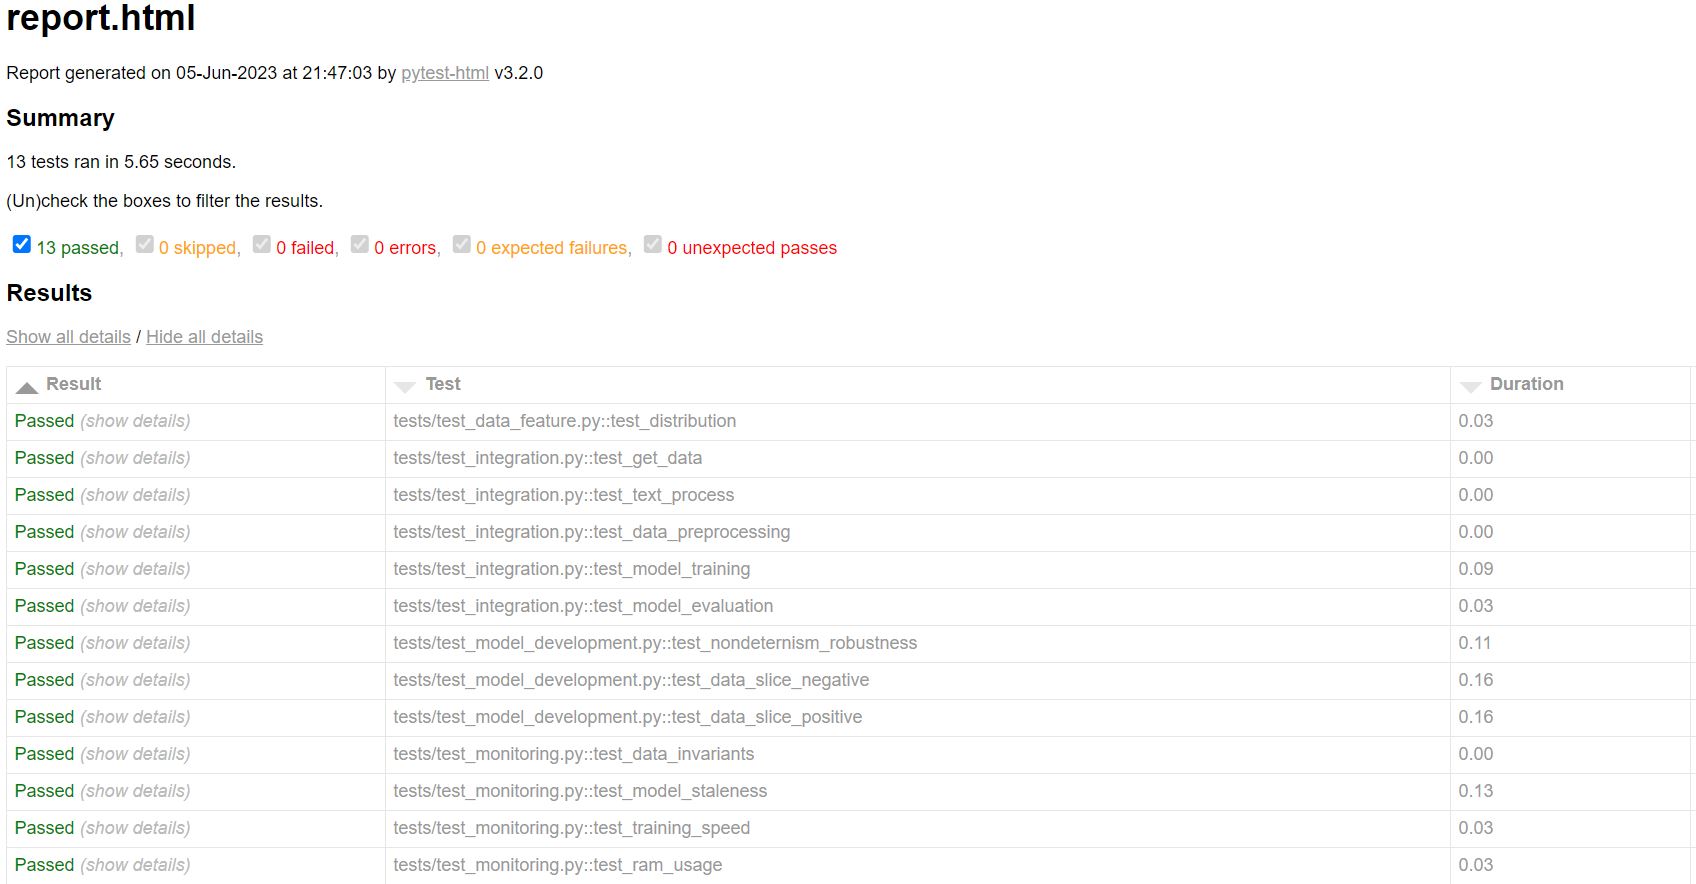 report.html
Report generated on 05-Jun-2023 at 21:47:03 by pytest-html v3.2.0
Summary
13 tests ran in 5.65 seconds.
(Un)check the boxes to filter the results.
13 passed, 0 skipped, 0 failed, 0 errors, 0 expected failures, 0 unexpected passes
Results
Show all details / Hide all details
Result Test Duration
Passed (show details) tests/test_data_feature.py::test_distribution 0.03
Passed (show details) tests/test_integration.py::test_get_data 0.00
Passed (show details) tests/test_integration.py::test_text_process 0.00
Passed (show details) tests/test_integration.py::test_data_preprocessing 0.00
Passed (show details) tests/test_integration.py::test_model_training 0.09
Passed (show details) tests/test_integration.py::test_model_evaluation 0.03
Passed (show details) tests/test_model_development.py::test_nondeternism_robustness 0.11
Passed (show details) tests/test_model_development.py::test_data_slice_negative 0.16
Passed (show details) tests/test_model_development.py::test_data_slice_positive 0.16
Passed (show details) tests/test_monitoring.py::test_data_invariants 0.00
Passed (show details) tests/test_monitoring.py::test_model_staleness 0.13
Passed (show details) tests/test_monitoring.py::test_training_speed 0.03
Passed (show details) tests/test_monitoring.py::test_ram_usage 0.03